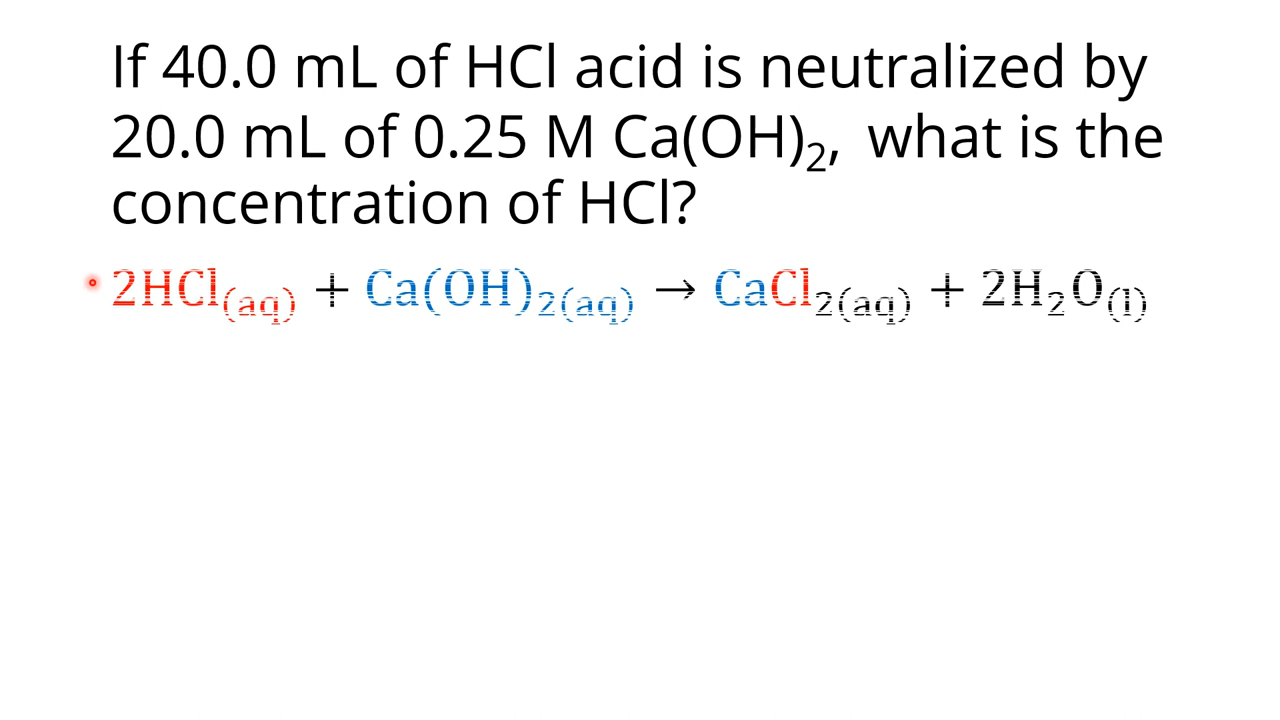 If 40.0 mL of HCl acid is neutralized by
20.0 mL of 0.25 M Ca(OH)₂, what is the
concentration of HCl?
2HCl₍aq₎ + Ca(OH)₂₍aq₎ → CaCl₂₍aq₎ + 2H₂O₍l₎